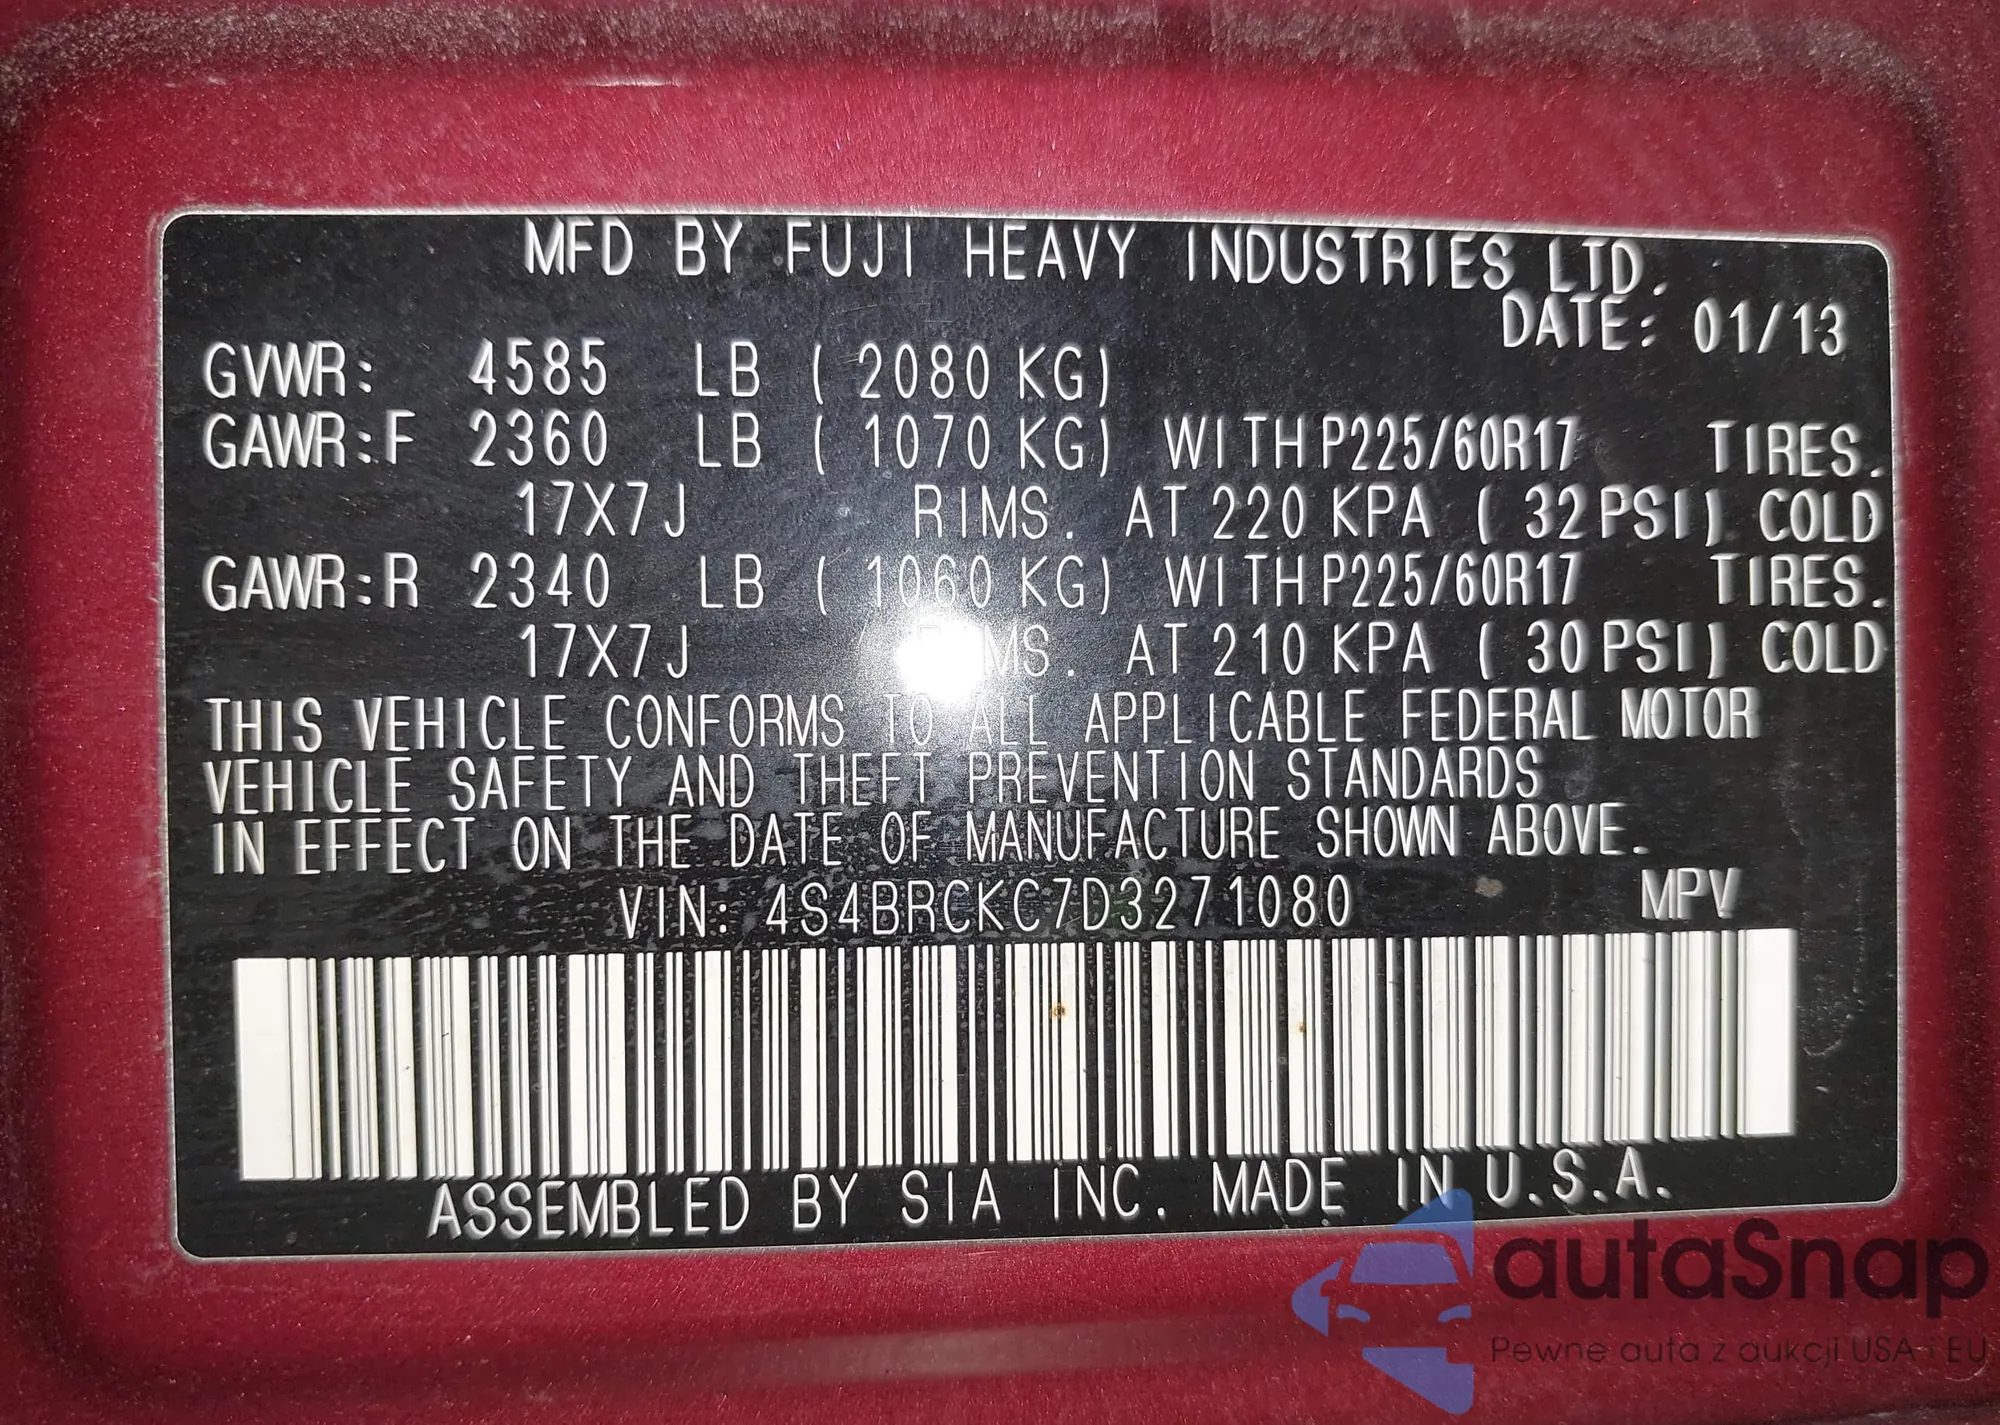 MFD BY FUJI HEAVY INDUSTRIES LTD.
DATE: 01/13
GVWR: 4585 LB ( 2080 KG)
GAWR:F 2360 LB ( 1070 KG) WITH P225/60R17 TIRES.
17X7J RIMS. AT 220 KPA ( 32 PSI) COLD
GAWR:R 2340 LB ( 1060 KG) WITH P225/60R17 TIRES.
17X7J AT 210 KPA ( 30 PSI) COLD
THIS VEHICLE CONFORMS TO ALL APPLICABLE FEDERAL MOTOR
VEHICLE SAFETY AND THEFT PREVENTION STANDARDS
IN EFFECT ON THE DATE OF MANUFACTURE SHOWN ABOVE.
VIN: 4S4BRCKC7D3271080 MPV
ASSEMBLED BY SIA INC. MADE IN U.S.A.
autaSnap
Pewne auta z aukcji USA i EU